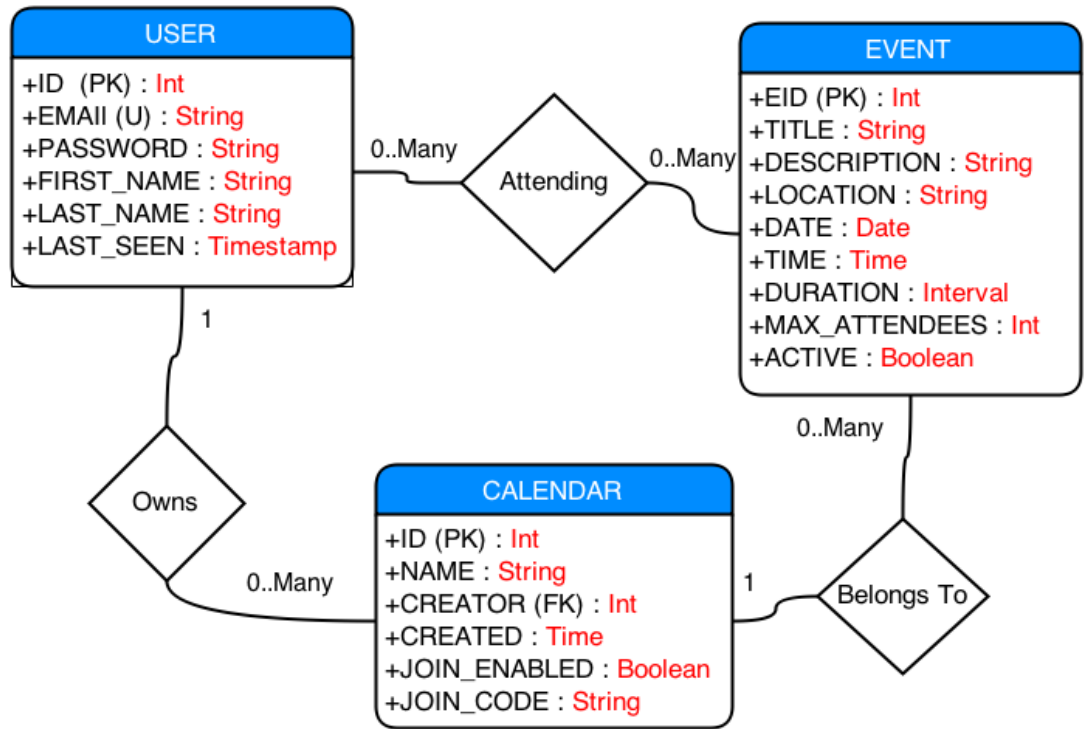 USER
+ID (PK) : Int
+EMAIl (U) : String
+PASSWORD : String
+FIRST_NAME : String
+LAST_NAME : String
+LAST_SEEN : Timestamp
0..Many
Attending
0..Many
EVENT
+EID (PK) : Int
+TITLE : String
+DESCRIPTION : String
+LOCATION : String
+DATE : Date
+TIME : Time
+DURATION : Interval
+MAX_ATTENDEES : Int
+ACTIVE : Boolean
1
Owns
0..Many
CALENDAR
+ID (PK) : Int
+NAME : String
+CREATOR (FK) : Int
+CREATED : Time
+JOIN_ENABLED : Boolean
+JOIN_CODE : String
1
Belongs To
0..Many